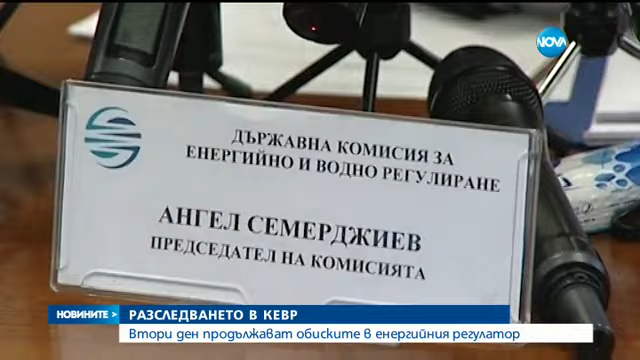 NOVA
ДЪРЖАВНА КОМИСИЯ ЗА
ЕНЕРГИЙНО И ВОДНО РЕГУЛИРАНЕ
АНГЕЛ СЕМЕРДЖИЕВ
ПРЕДСЕДАТЕЛ НА КОМИСИЯТА
НОВИНИТЕ
РАЗСЛЕДВАНЕТО В КЕВР
Втори ден продължават обиските в енергийния регулатор